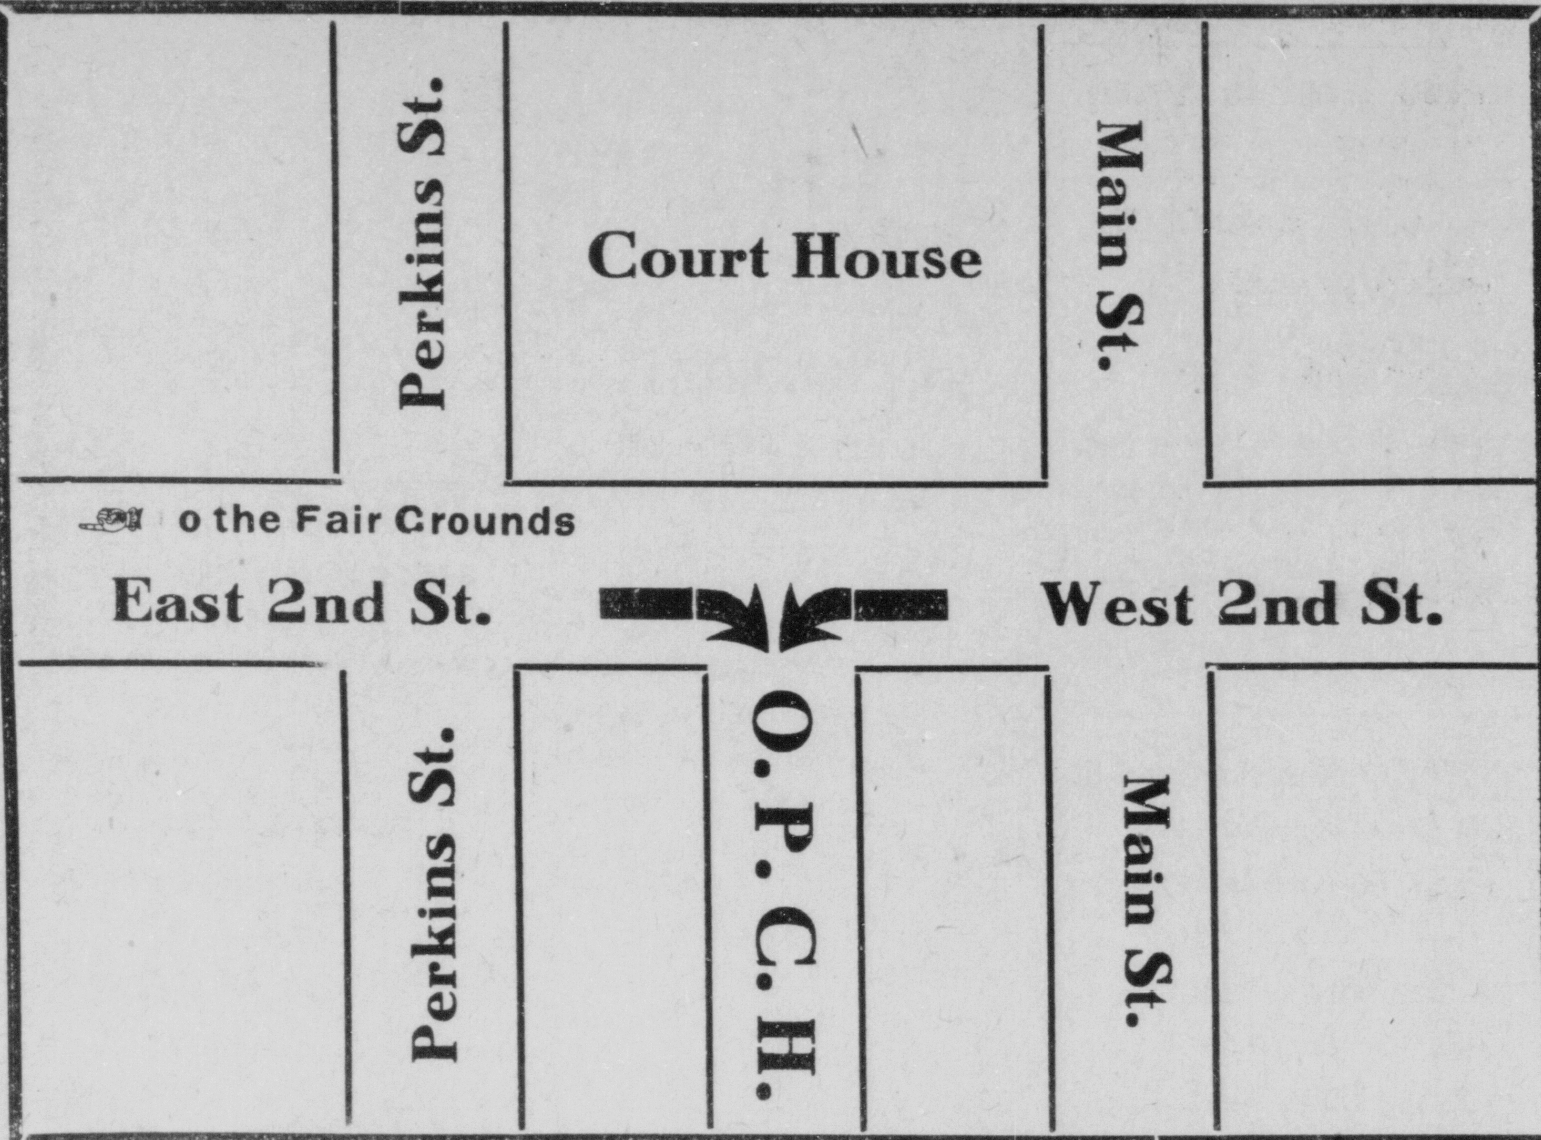 Perkins St.
Court House
Main St.
o the Fair Grounds
East 2nd St.
West 2nd St.
Perkins St.
O. P. C. H.
Main St.